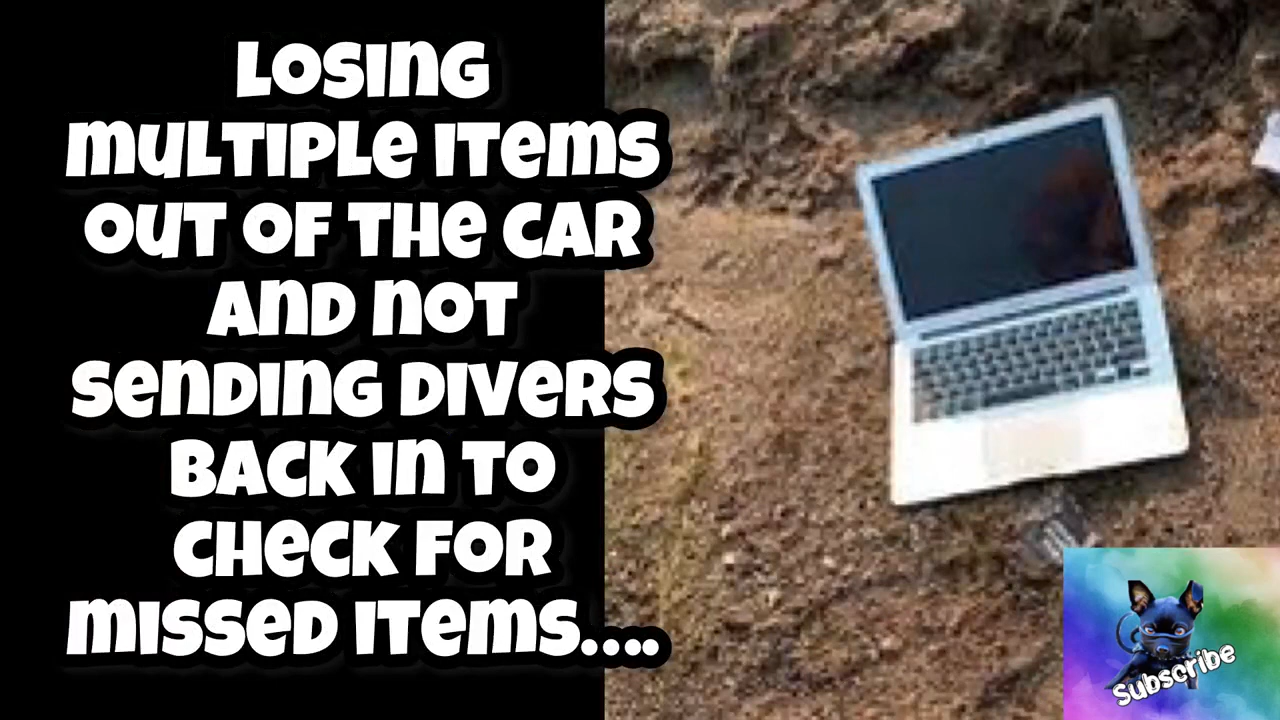 LOSING
MULTIPLE ITEMS
OUT OF THE CAR
AND NOT
SENDING DIVERS
BACK IN TO
CHECK FOR
MISSED ITEMS....
Subscribe